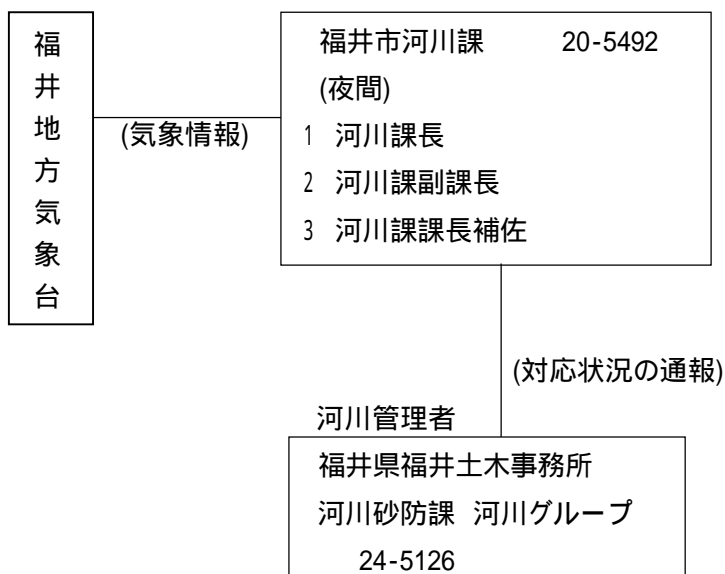 福井地方気象台
(気象情報)
福井市河川課 20-5492
(夜間)
1 河川課長
2 河川課副課長
3 河川課課長補佐
(対応状況の通報)
河川管理者
福井県福井土木事務所
河川砂防課 河川グループ
24-5126